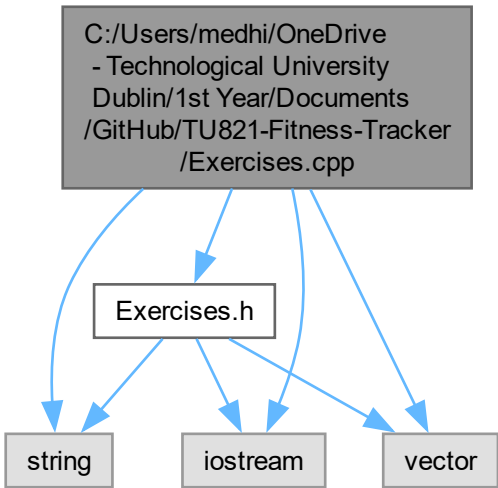 C:/Users/medhi/OneDrive
- Technological University
Dublin/1st Year/Documents
/GitHub/TU821-Fitness-Tracker
/Exercises.cpp
Exercises.h
string
iostream
vector